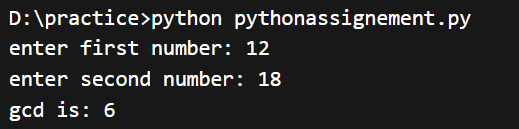 D:\practice>python pythonassignement.py
enter first number: 12
enter second number: 18
gcd is: 6